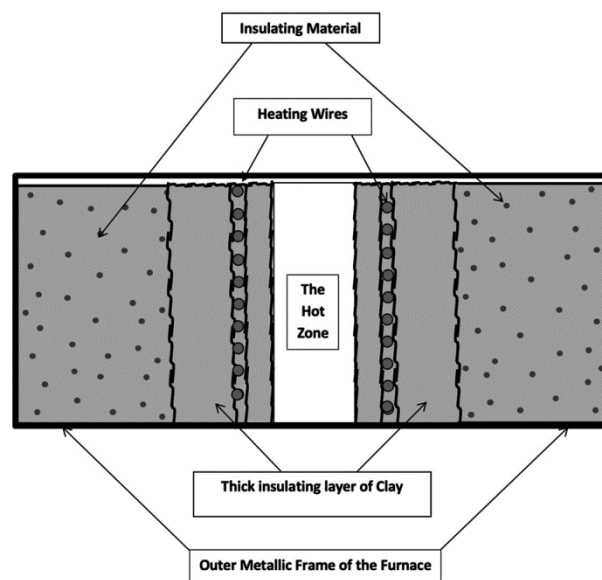 Insulating Material
Heating Wires
The
Hot
Zone
Thick insulating layer of Clay
Outer Metallic Frame of the Furnace